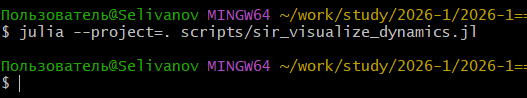 Пользователь@Selivanov MINGW64 ~/work/study/2026-1/2026-1==
$ julia --project=. scripts/sir_visualize_dynamics.jl
Пользователь@Selivanov MINGW64 ~/work/study/2026-1/2026-1==
$